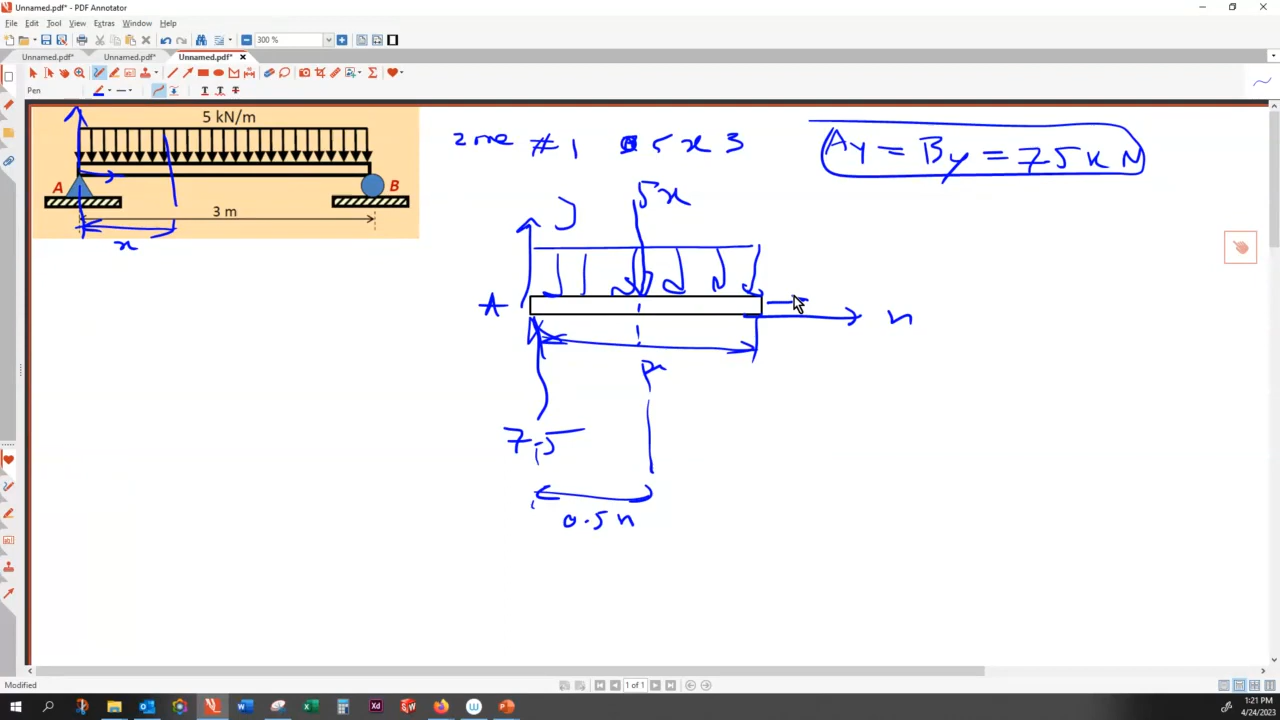 Unnamed.pdf* - PDF Annotator
File Edit Tool View Extras Window Help
300 %
Unnamed.pdf* Unnamed.pdf* Unnamed.pdf*
Pen
5 kN/m
A B
3 m
x
zone #1 0 ≤ x ≤ 3
Ay = By = 7.5 kN
5x
A
x
x
7.5
0.5x
Modified
1 of 1
1:21 PM
4/24/2023